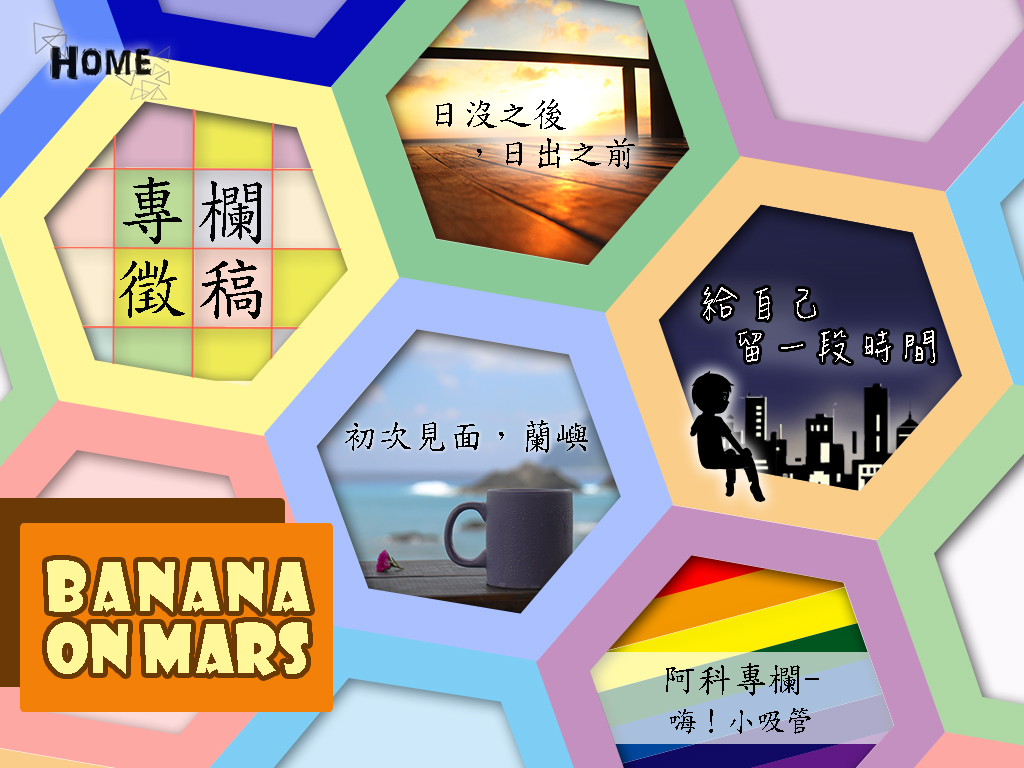 HOME
日沒之後
，日出之前
專欄
徵稿
給自己
留一段時間
初次見面，蘭嶼
BANANA
ON MARS
阿科專欄-
嗨！小吸管